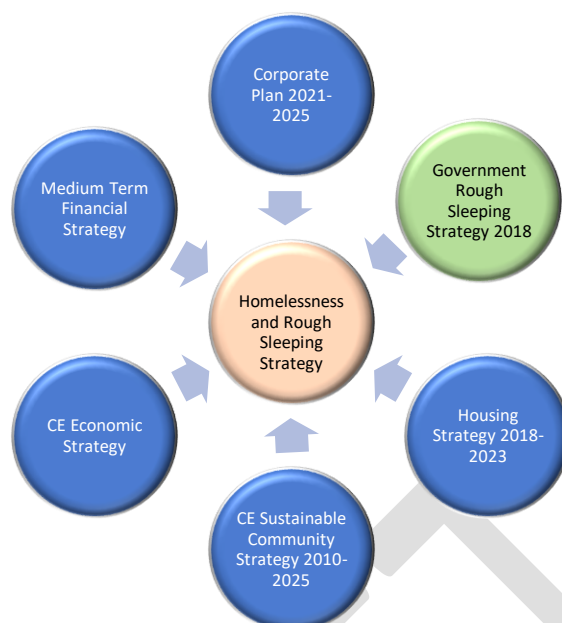 Corporate
Plan 2021-
2025
Government
Rough
Sleeping
Strategy 2018
Medium Term
Financial
Strategy
Homelessness
and Rough
Sleeping
Strategy
CE Economic
Strategy
Housing
Strategy 2018-
2023
CE Sustainable
Community
Strategy 2010-
2025